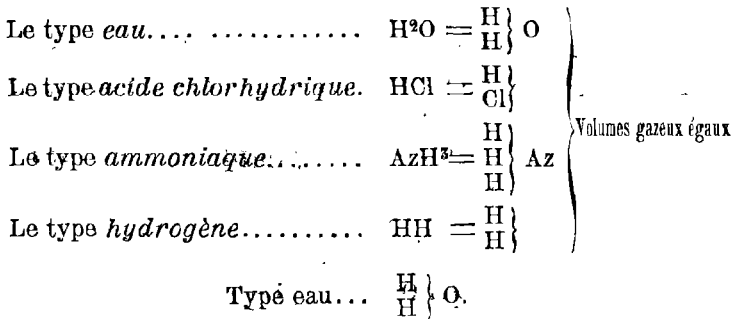 Le type eau.... ............ H²O = H H } O
Le type acide chlorhydrique. HCl = H Cl }
Le type ammoniaque......... AzH³ = H H H } Az
Le type hydrogène.......... HH = H H }
Volumes gazeux égaux
Type eau... H H } O.